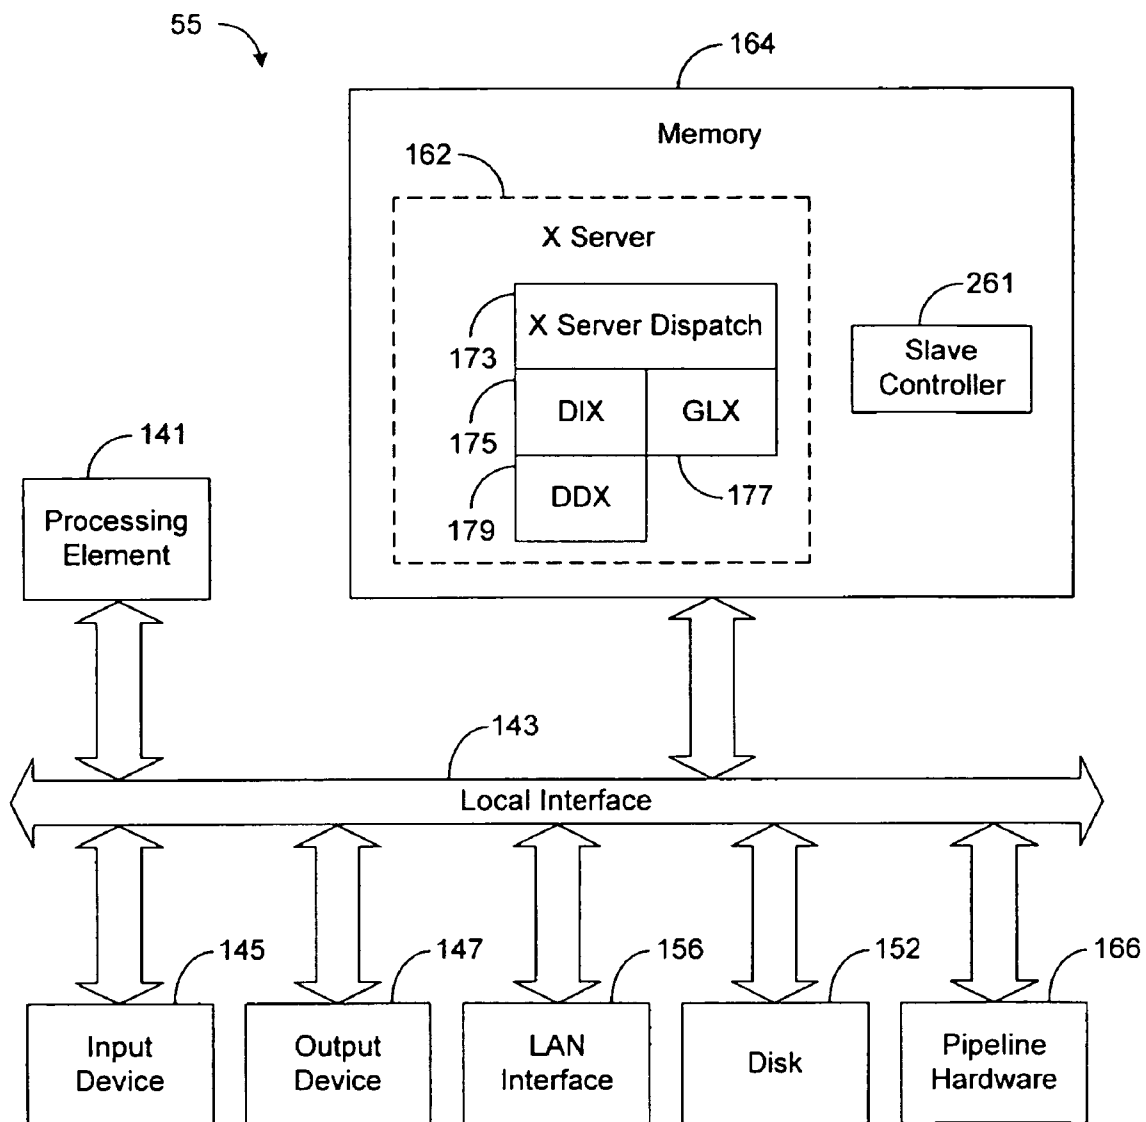 55
164
Memory
162
X Server
261
173
X Server Dispatch
Slave
Controller
175
DIX
GLX
141
179
DDX
177
Processing
Element
143
Local Interface
145
147
156
152
166
Input
Device
Output
Device
LAN
Interface
Disk
Pipeline
Hardware